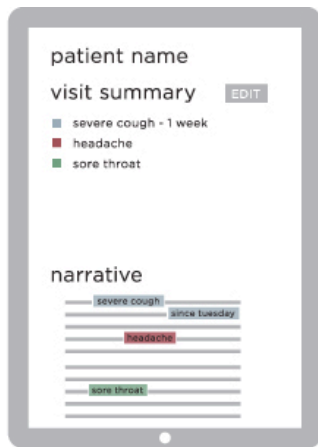 patient name
visit summary EDIT
severe cough - 1 week
headache
sore throat
narrative
severe cough
since tuesday
headache
sore throat